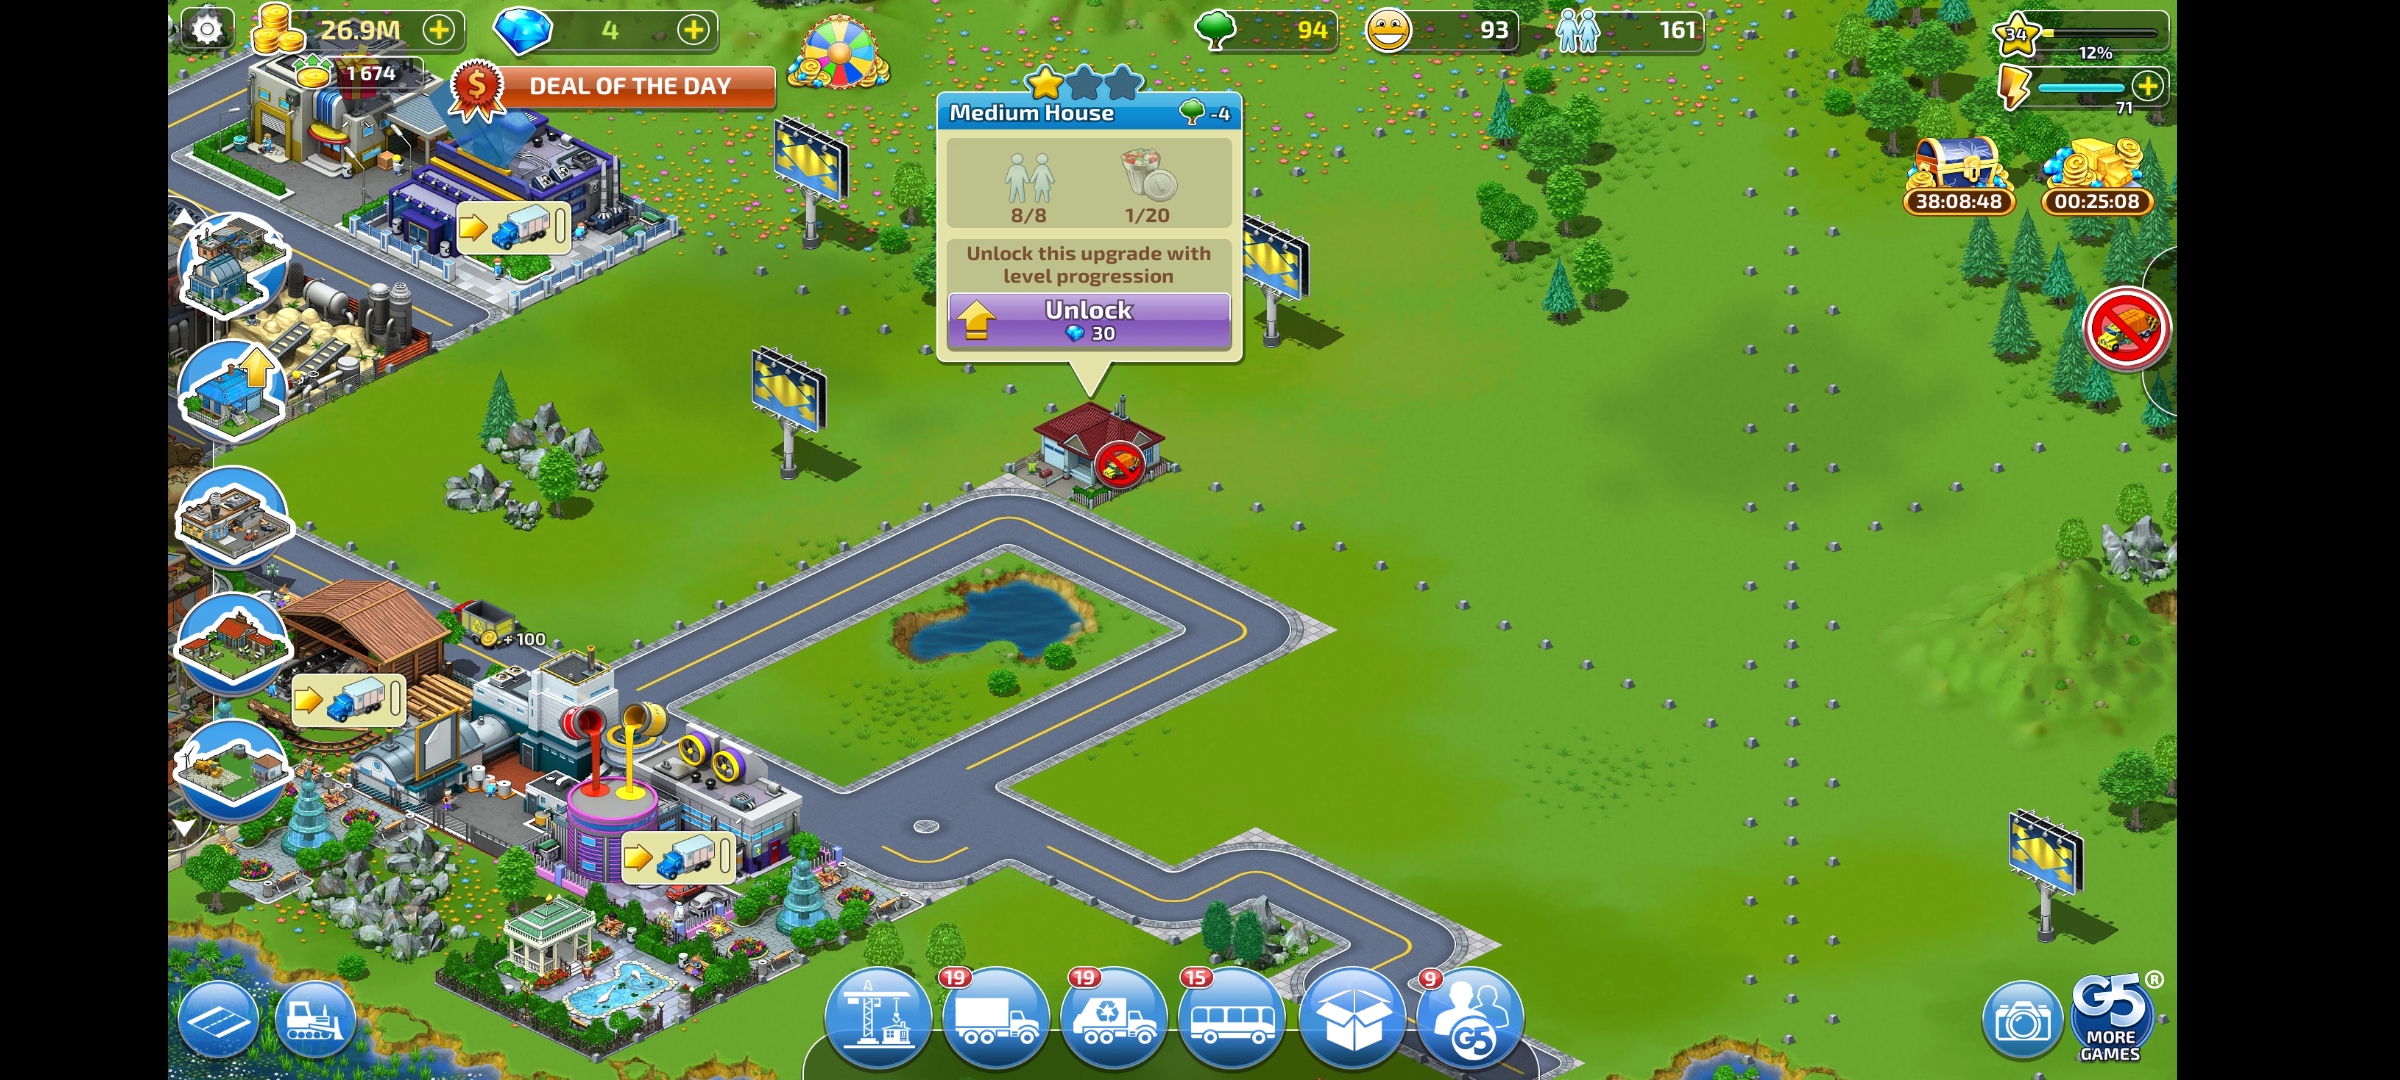 26.9M
4
94
93
161
34
12%
1 674
DEAL OF THE DAY
71
Medium House
-4
8/8
1/20
Unlock this upgrade with
level progression
Unlock
30
38:08:48
00:25:08
+100
19
19
15
9
G5
G5®
MORE
GAMES